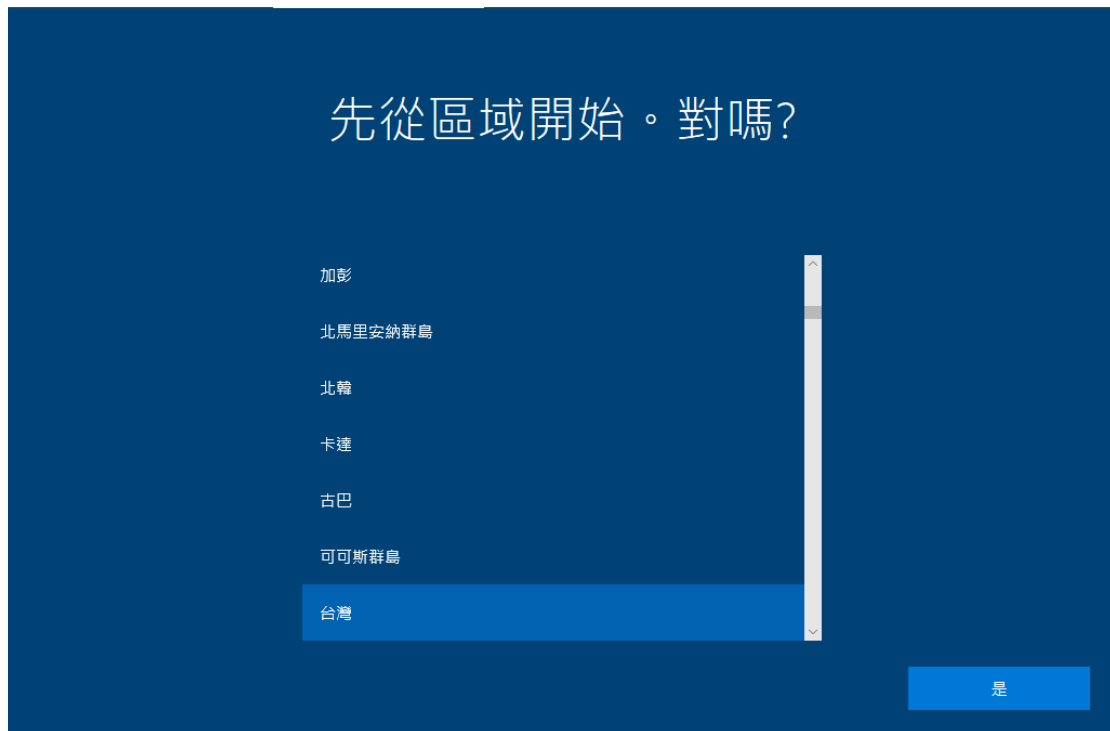 先從區域開始。對嗎?
加彭
北馬里安納群島
北韓
卡達
古巴
可可斯群島
台灣
是